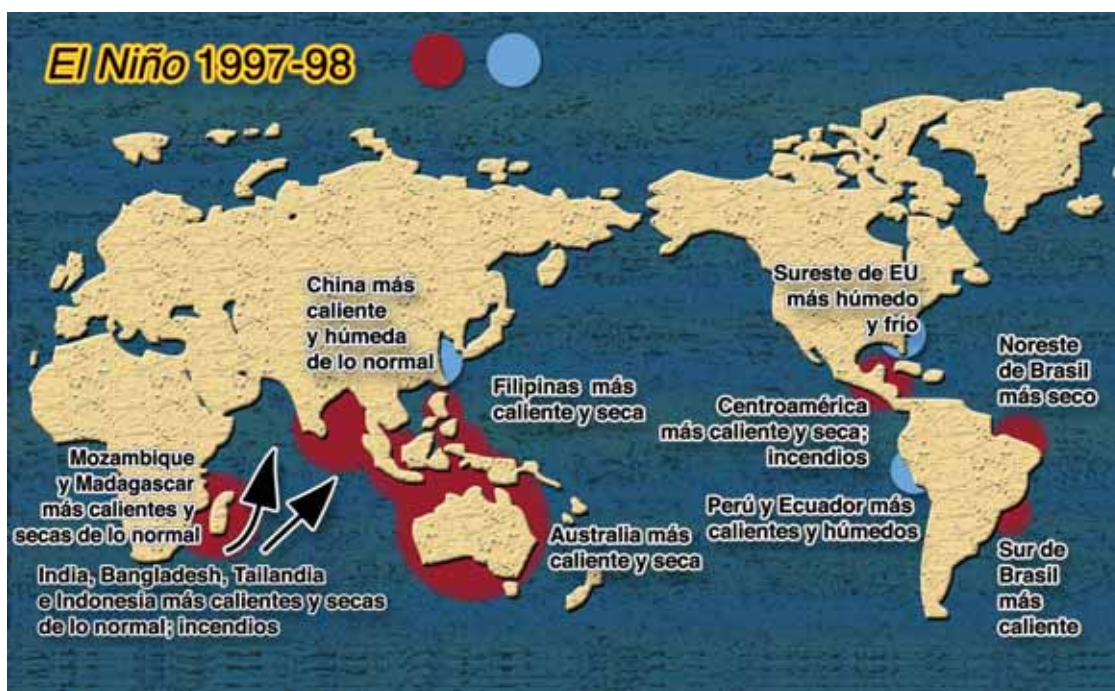 El Niño 1997-98
China más
caliente
y húmeda
de lo normal
Sureste de EU
más húmedo
y frío
Noreste
de Brasil
más seco
Filipinas más
caliente y seca
Centroamérica
más caliente y seca;
incendios
Mozambique
y Madagascar
más calientes y
secas de lo normal
Perú y Ecuador más
calientes y húmedos
Australia más
caliente y seca
Sur de
Brasil
más
caliente
India, Bangladesh, Tailandia
e Indonesia más calientes y secas
de lo normal; incendios